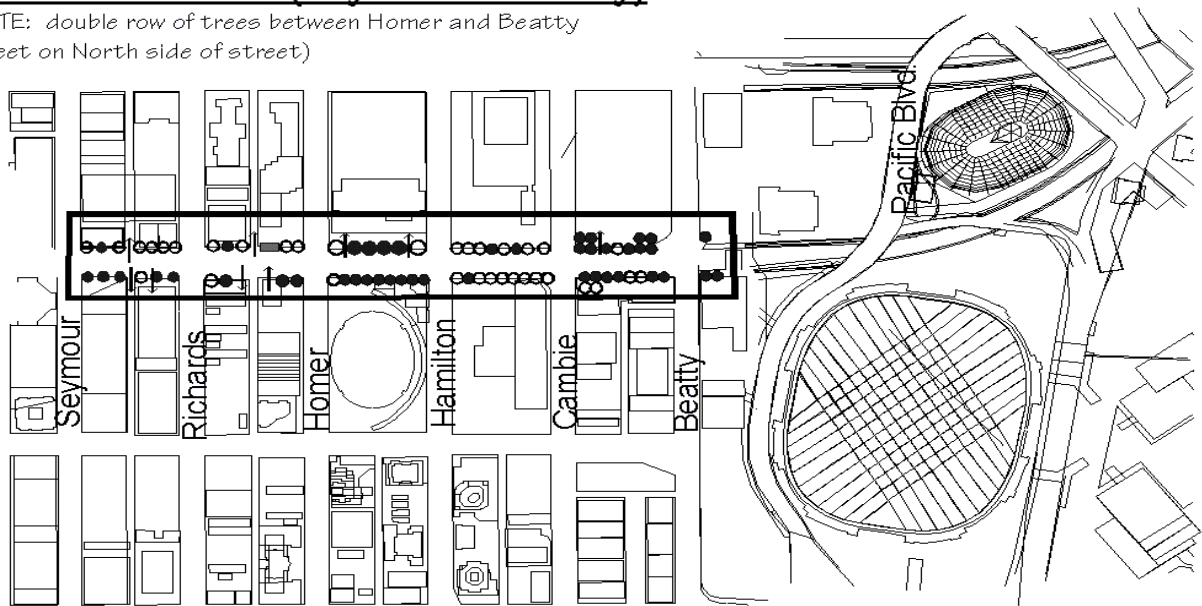 TE: double row of trees between Homer and Beatty
eet on North side of street)
Pacific Blvd.
Seymour
Richards
Homer
Hamilton
Cambie
Beatty